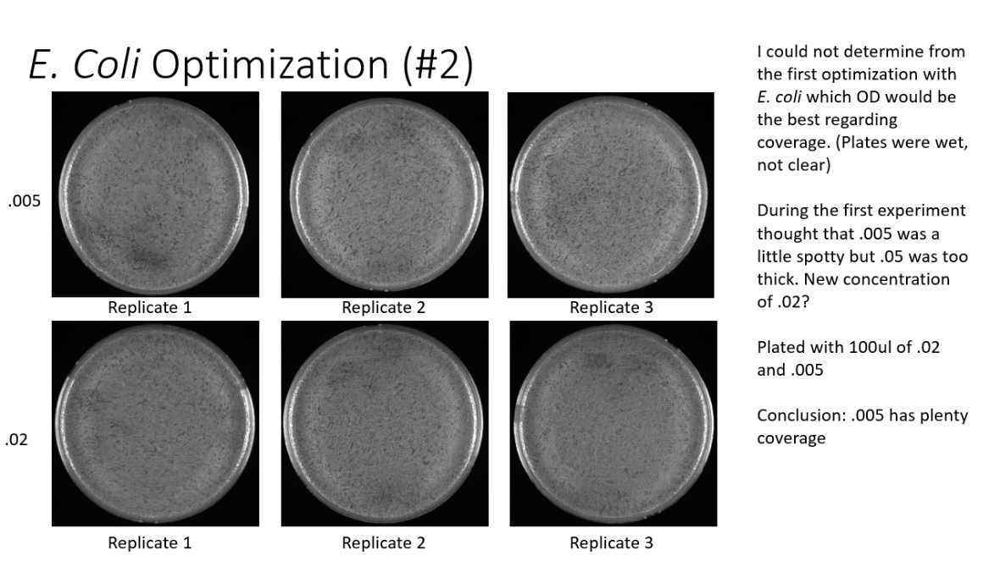 E. Coli Optimization (#2)
.005
Replicate 1
Replicate 2
Replicate 3
.02
Replicate 1
Replicate 2
Replicate 3
I could not determine from
the first optimization with
E. coli which OD would be
the best regarding
coverage. (Plates were wet,
not clear)
During the first experiment
thought that .005 was a
little spotty but .05 was too
thick. New concentration
of .02?
Plated with 100ul of .02
and .005
Conclusion: .005 has plenty
coverage